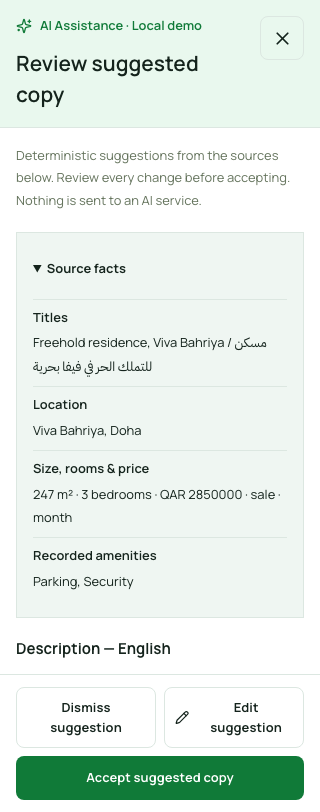 AI Assistance · Local demo
Review suggested
copy
Deterministic suggestions from the sources
below. Review every change before accepting.
Nothing is sent to an AI service.
Source facts
Titles
Freehold residence, Viva Bahriya / مسكن
للتملك الحر في فيفا بحرية
Location
Viva Bahriya, Doha
Size, rooms & price
247 m² · 3 bedrooms · QAR 2850000 · sale ·
month
Recorded amenities
Parking, Security
Description — English
Dismiss
suggestion
Edit
suggestion
Accept suggested copy